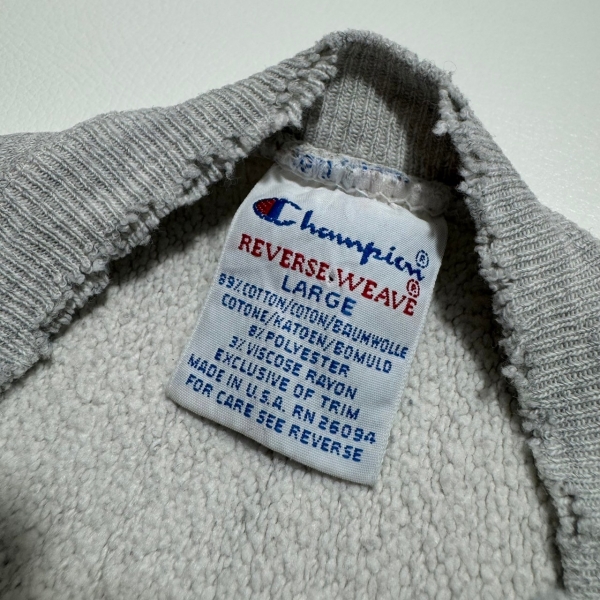 Champion®
REVERSE WEAVE®
LARGE
89% COTTON/COTON/BAUMWOLLE
COTONE/KATOEN/BOMULD
8% POLYESTER
3% VISCOSE RAYON
EXCLUSIVE OF TRIM
MADE IN U.S.A. RN 26094
FOR CARE SEE REVERSE